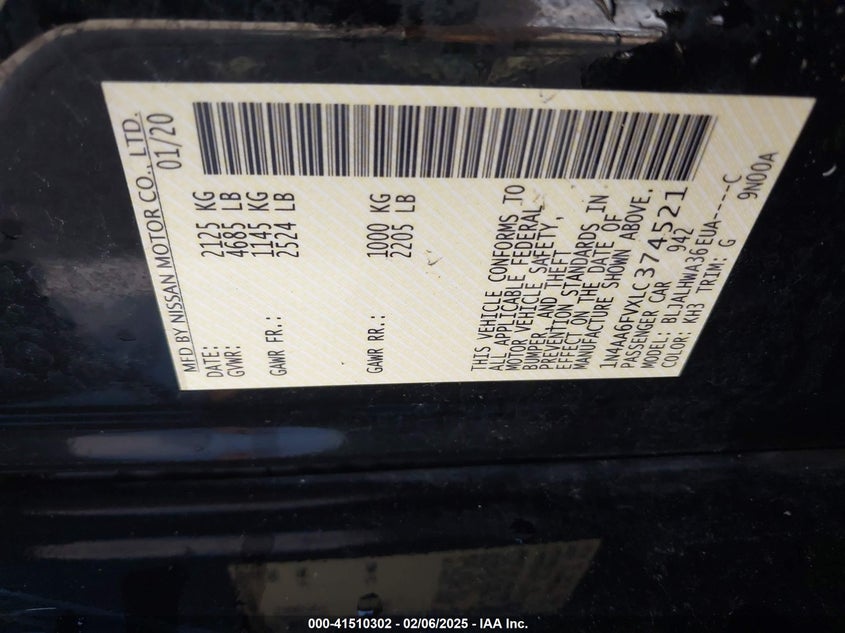 MFD BY NISSAN MOTOR CO., LTD.
DATE: 01/20
GVWR: 2125 KG
4685 LB
GAWR FR.: 1145 KG
2524 LB
GAWR RR.: 1000 KG
2205 LB
THIS VEHICLE CONFORMS TO
ALL APPLICABLE FEDERAL
MOTOR VEHICLE SAFETY,
BUMPER, AND THEFT
PREVENTION STANDARDS IN
EFFECT ON THE DATE OF
MANUFACTURE SHOWN ABOVE.
1N4AA6FVXLC374521
PASSENGER CAR 942
MODEL: BLJALHWA36EUA----C
COLOR: KH3 TRIM: G 9N00A
000-41510302 - 02/06/2025 - IAA Inc.